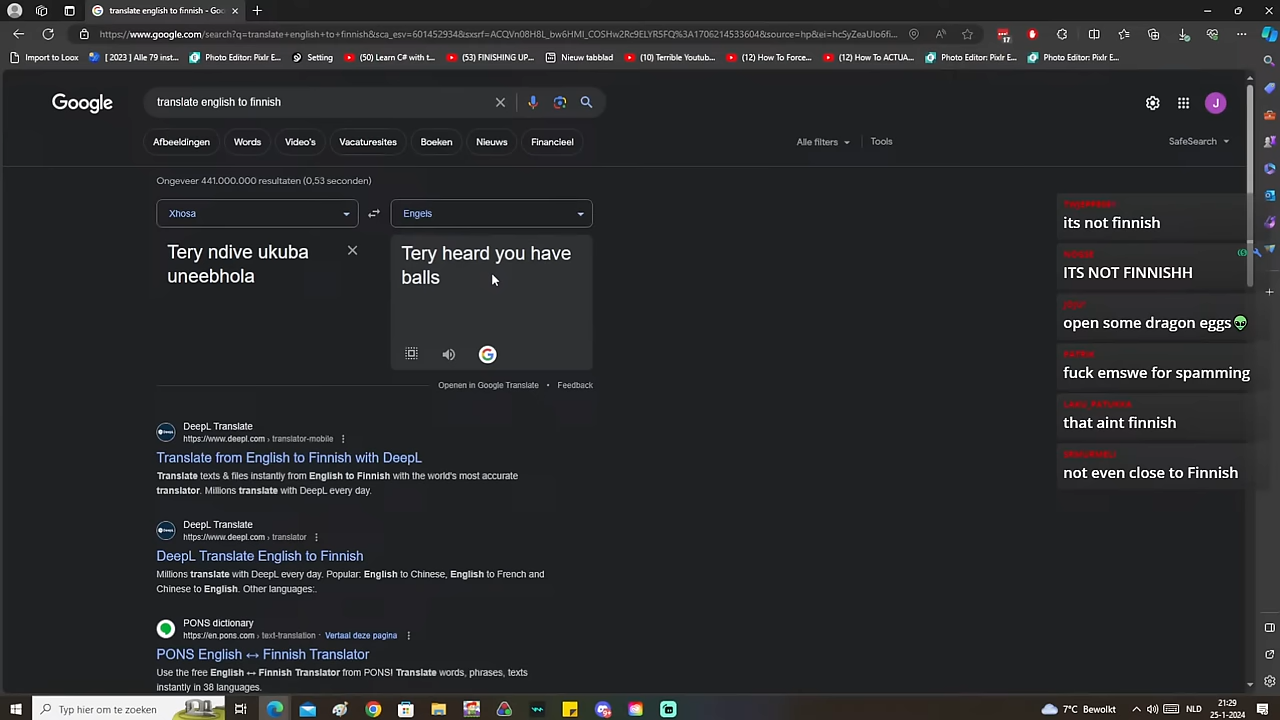 translate english to finnish - G
https://www.google.com/search?q=translate+english+to+finnish&sca_esv=601452934&sxsrf=ACQVn08H8L_bw6HMI_COSHw2Rc9ELYR5FQ%3A1706214533604&source=hp&ei=hcSyZeaUIo6fi...
17
Import to Loox
[ 2023 ] Alle 79 inst...
Photo Editor: Pixlr E...
Setting
(50) Learn C# with t...
(53) FINISHING UP...
Nieuw tabblad
(10) Terrible Youtub...
(12) How To Force...
(12) How To ACTUA...
Photo Editor: Pixlr E...
Photo Editor: Pixlr E...
Google
translate english to finnish
J
Afbeeldingen
Words
Video's
Vacaturesites
Boeken
Nieuws
Financieel
Alle filters
Tools
SafeSearch
Ongeveer 441.000.000 resultaten (0,53 seconden)
Xhosa
Engels
Tery ndive ukuba
uneebhola
Tery heard you have
balls
Openen in Google Translate • Feedback
DeepL Translate
https://www.deepl.com › translator-mobile
Translate from English to Finnish with DeepL
Translate texts & files instantly from English to Finnish with the world's most accurate
translator. Millions translate with DeepL every day.
DeepL Translate
https://www.deepl.com › translator
DeepL Translate English to Finnish
Millions translate with DeepL every day. Popular: English to Chinese, English to French and
Chinese to English. Other languages:.
PONS dictionary
https://en.pons.com › text-translation · Vertaal deze pagina
PONS English ↔ Finnish Translator
Use the free English ↔ Finnish Translator from PONS! Translate words, phrases, texts
instantly in 38 languages.
its not finnish
ITS NOT FINNISHH
open some dragon eggs👽
fuck emswe for spamming
that aint finnish
not even close to Finnish
Typ hier om te zoeken
7°C Bewolkt
NLD
21:29
25-1-2024